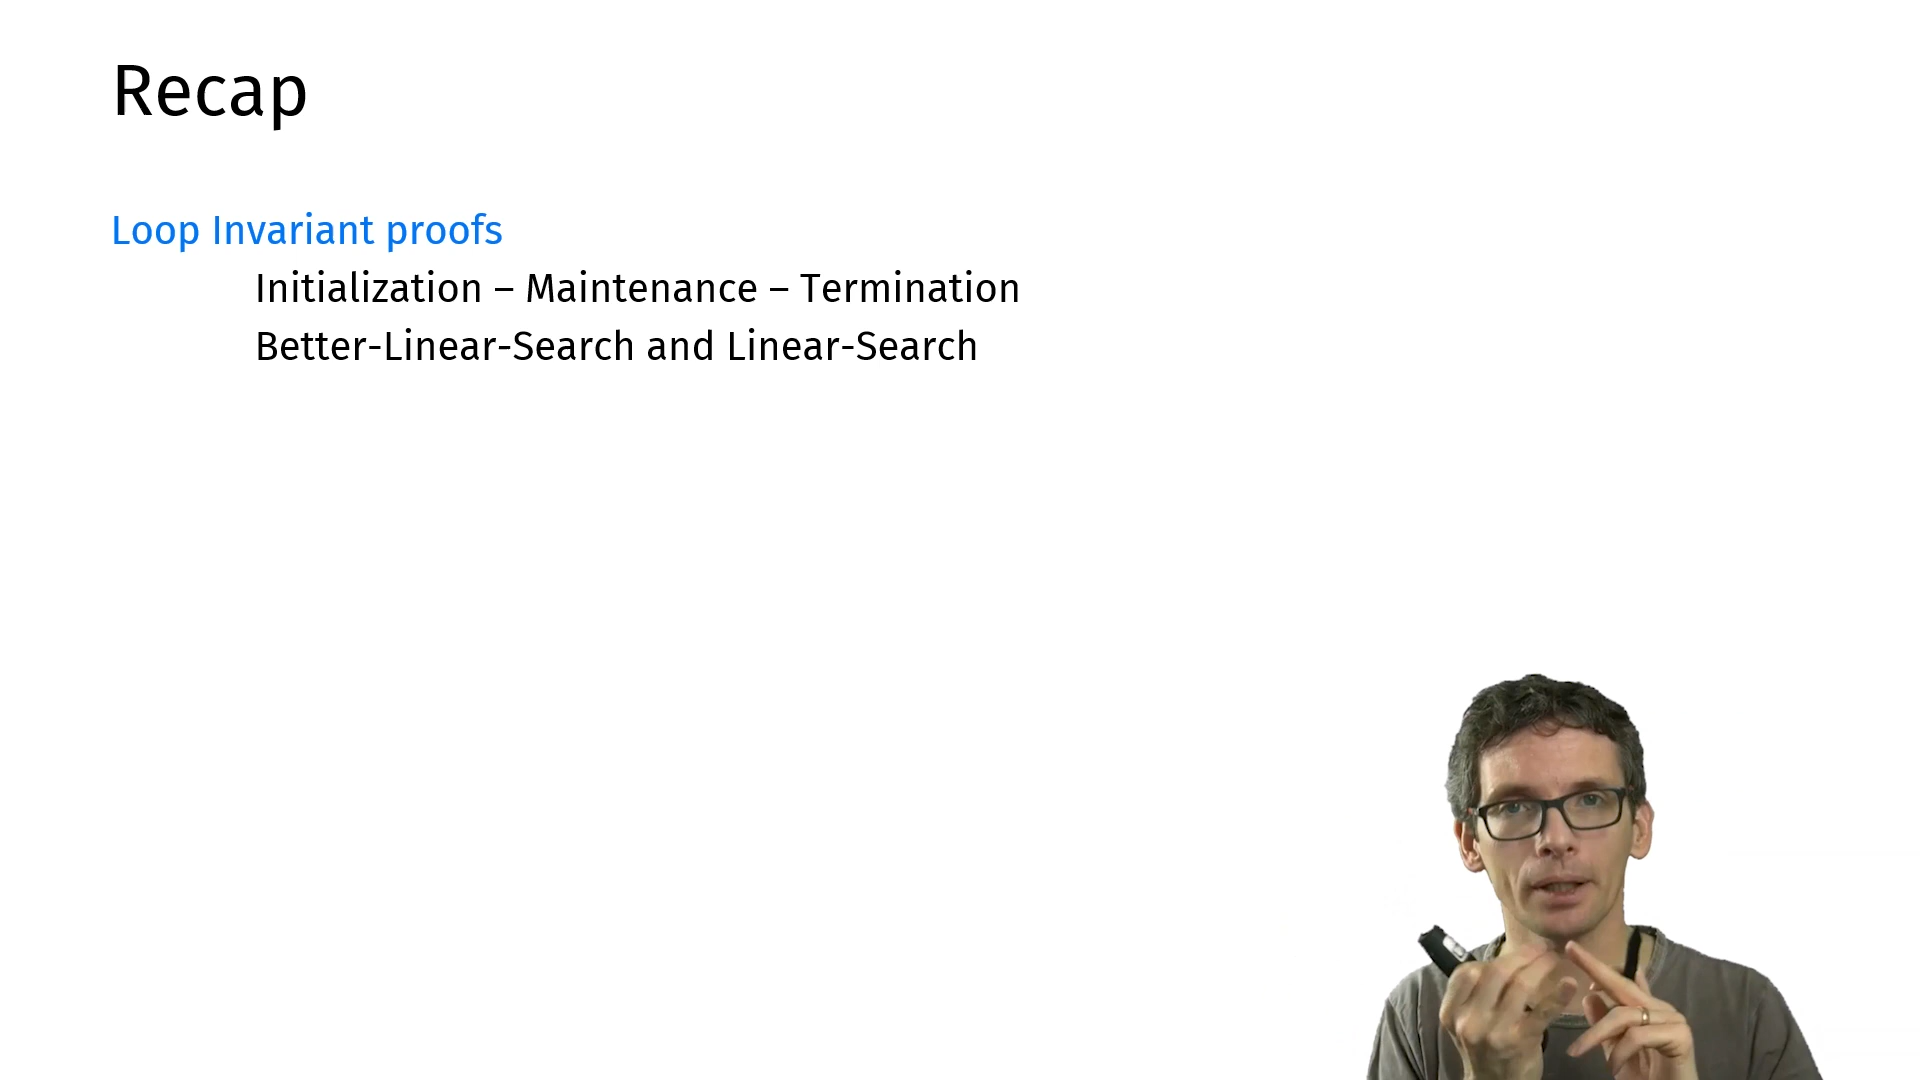 Recap
Loop Invariant proofs
Initialization – Maintenance – Termination
Better-Linear-Search and Linear-Search